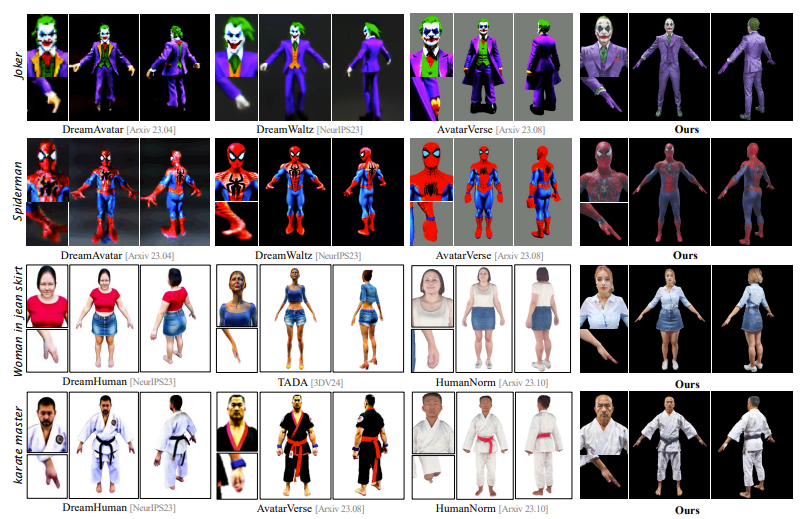 Joker
DreamAvatar [Arxiv 23.04] DreamWaltz [NeurIPS23] AvatarVerse [Arxiv 23.08] Ours
Spiderman
DreamAvatar [Arxiv 23.04] DreamWaltz [NeurIPS23] AvatarVerse [Arxiv 23.08] Ours
Woman in jean skirt
DreamHuman [NeurIPS23] TADA [3DV24] HumanNorm [Arxiv 23.10] Ours
karate master
DreamHuman [NeurIPS23] AvatarVerse [Arxiv 23.08] HumanNorm [Arxiv 23.10] Ours